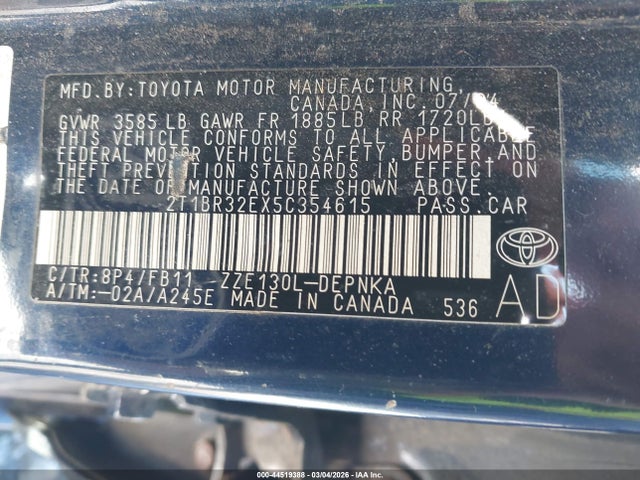 MFD. BY: TOYOTA MOTOR MANUFACTURING,
CANADA, INC. 07/04
GVWR 3585 LB GAWR FR 1885LB RR 1720LB
THIS VEHICLE CONFORMS TO ALL APPLICABLE
FEDERAL MOTOR VEHICLE SAFETY, BUMPER, AND
THEFT PREVENTION STANDARDS IN EFFECT ON
THE DATE OF MANUFACTURE SHOWN ABOVE.
2T1BR32EX5C354615 PASS.CAR
C/TR:8P4/FB11 ZZE130L-DEPNKA
A/TM:-02A/A245E MADE IN CANADA 536
AD
©-44519388 - 03/04/2026 - IAAI